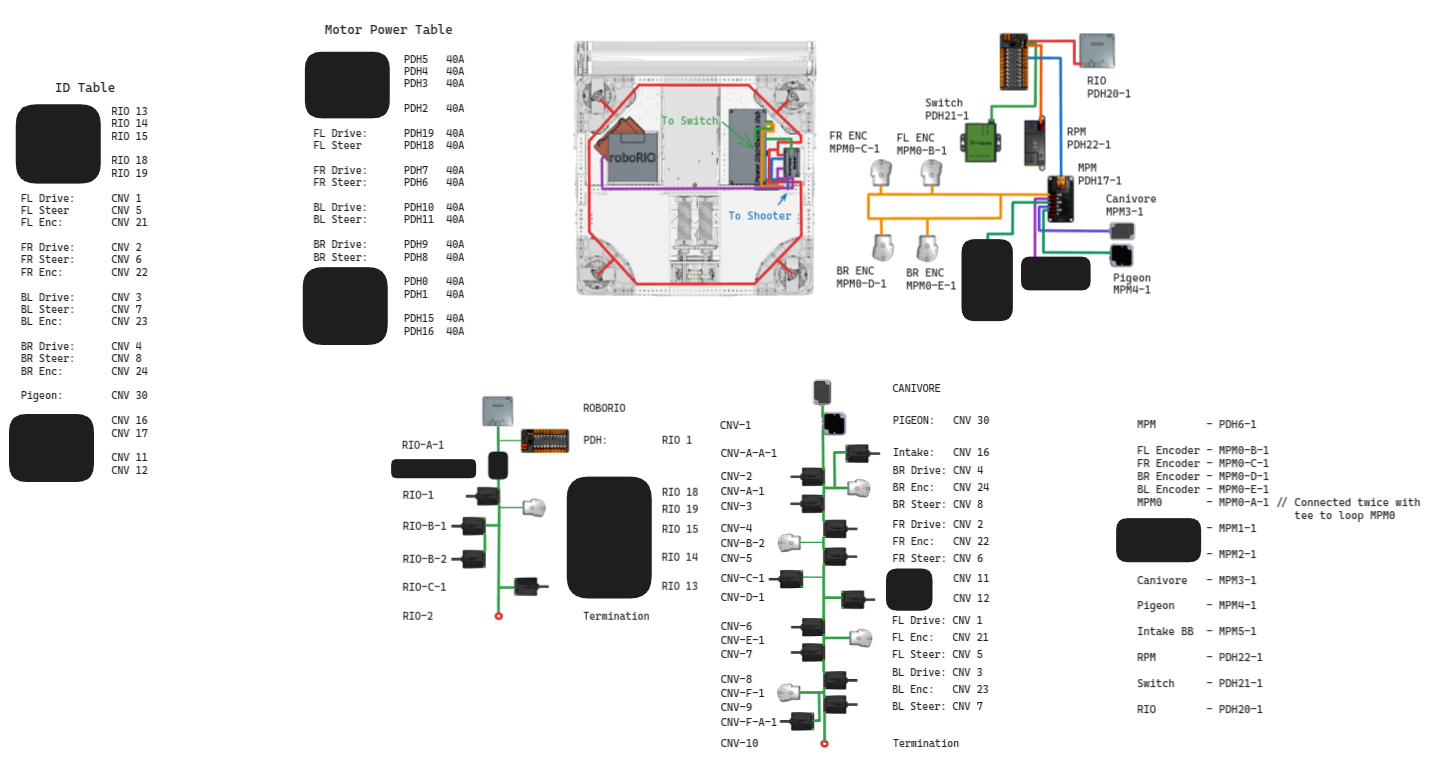 ID Table
RIO 13
RIO 14
RIO 15
RIO 18
RIO 19
FL Drive: CNV 1
FL Steer CNV 5
FL Enc: CNV 21
FR Drive: CNV 2
FR Steer: CNV 6
FR Enc: CNV 22
BL Drive: CNV 3
BL Steer: CNV 7
BL Enc: CNV 23
BR Drive: CNV 4
BR Steer: CNV 8
BR Enc: CNV 24
Pigeon: CNV 30
CNV 16
CNV 17
CNV 11
CNV 12
Motor Power Table
PDH5 40A
PDH4 40A
PDH3 40A
PDH2 40A
FL Drive: PDH19 40A
FL Steer PDH18 40A
FR Drive: PDH7 40A
FR Steer: PDH6 40A
BL Drive: PDH10 40A
BL Steer: PDH11 40A
BR Drive: PDH9 40A
BR Steer: PDH8 40A
PDH0 40A
PDH1 40A
PDH15 40A
PDH16 40A
To Switch
roboRIO
To Shooter
RIO
PDH20-1
Switch
PDH21-1
RPM
PDH22-1
FR ENC
MPM0-C-1
FL ENC
MPM0-B-1
MPM
PDH17-1
Canivore
MPM3-1
BR ENC
MPM0-D-1
BR ENC
MPM0-E-1
Pigeon
MPM4-1
ROBORIO
RIO-A-1
PDH: RIO 1
RIO-1
RIO 18
RIO 19
RIO-B-1
RIO 15
RIO-B-2
RIO 14
RIO-C-1
RIO 13
RIO-2
Termination
CANIVORE
CNV-1
PIGEON: CNV 30
CNV-A-A-1
Intake: CNV 16
CNV-2
BR Drive: CNV 4
CNV-A-1
BR Enc: CNV 24
CNV-3
BR Steer: CNV 8
CNV-4
FR Drive: CNV 2
CNV-B-2
FR Enc: CNV 22
CNV-5
FR Steer: CNV 6
CNV-C-1
CNV 11
CNV-D-1
CNV 12
CNV-6
FL Drive: CNV 1
CNV-E-1
FL Enc: CNV 21
CNV-7
FL Steer: CNV 5
CNV-8
BL Drive: CNV 3
CNV-F-1
BL Enc: CNV 23
CNV-9
BL Steer: CNV 7
CNV-F-A-1
CNV-10
Termination
MPM - PDH6-1
FL Encoder - MPM0-B-1
FR Encoder - MPM0-C-1
BR Encoder - MPM0-D-1
BL Encoder - MPM0-E-1
MPM0 - MPM0-A-1 // Connected twice with
tee to loop MPM0
- MPM1-1
- MPM2-1
Canivore - MPM3-1
Pigeon - MPM4-1
Intake BB - MPM5-1
RPM - PDH22-1
Switch - PDH21-1
RIO - PDH20-1